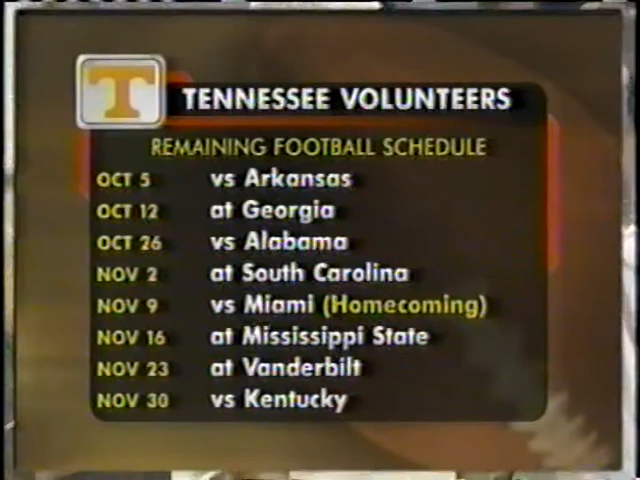 T
TENNESSEE VOLUNTEERS
REMAINING FOOTBALL SCHEDULE
OCT 5 vs Arkansas
OCT 12 at Georgia
OCT 26 vs Alabama
NOV 2 at South Carolina
NOV 9 vs Miami (Homecoming)
NOV 16 at Mississippi State
NOV 23 at Vanderbilt
NOV 30 vs Kentucky